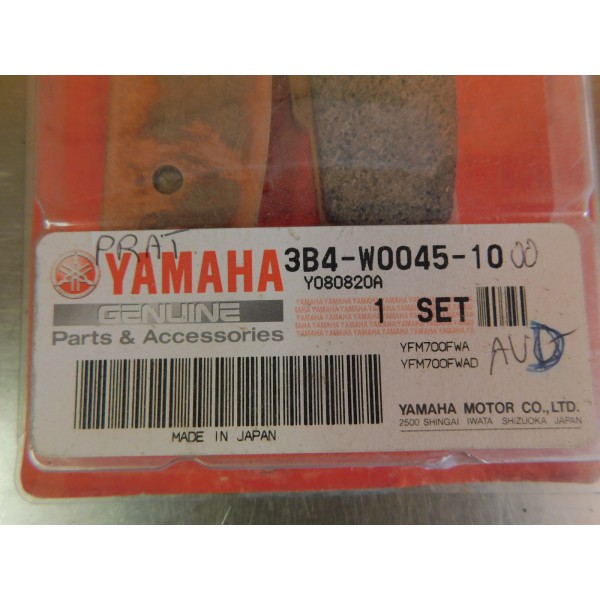 PRAT
YAMAHA 3B4-W0045-10 00
Y080820A
GENUINE
Parts & Accessories
1 SET
YFM700FWA
YFM700FWAD
MADE IN JAPAN
YAMAHA MOTOR CO.,LTD.
2500 SHINGAI IWATA SHIZUOKA JAPAN